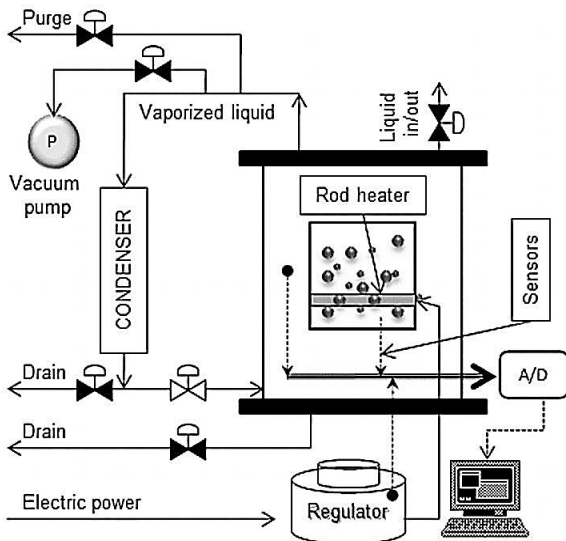 Purge
Vaporized liquid
Liquid
in/out
P
Vacuum
pump
Rod heater
CONDENSER
Sensors
Drain
A/D
Drain
Electric power
Regulator